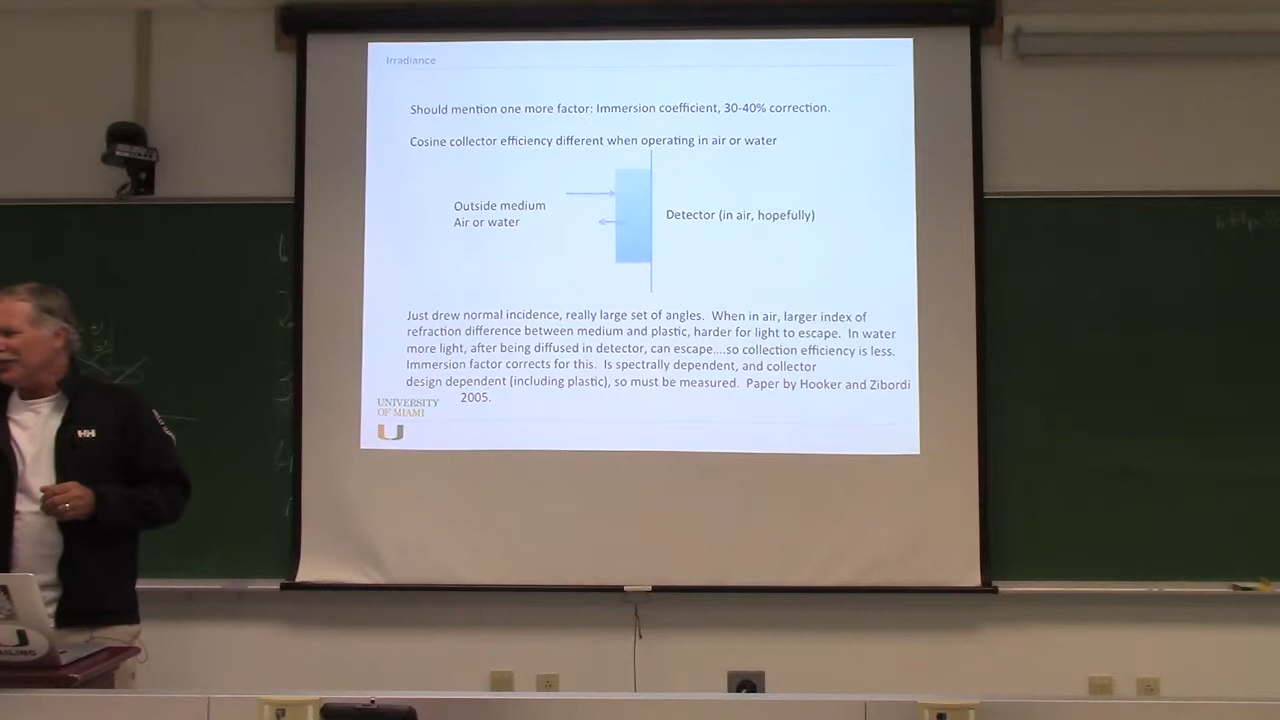 Irradiance
Should mention one more factor: Immersion coefficient, 30-40% correction.
Cosine collector efficiency different when operating in air or water
Outside medium
Air or water
Detector (in air, hopefully)
Just drew normal incidence, really large set of angles. When in air, larger index of
refraction difference between medium and plastic, harder for light to escape. In water
more light, after being diffused in detector, can escape....so collection efficiency is less.
Immersion factor corrects for this. Is spectrally dependent, and collector
design dependent (including plastic), so must be measured. Paper by Hooker and Zibordi
2005.
UNIVERSITY
OF MIAMI
HH
AILING